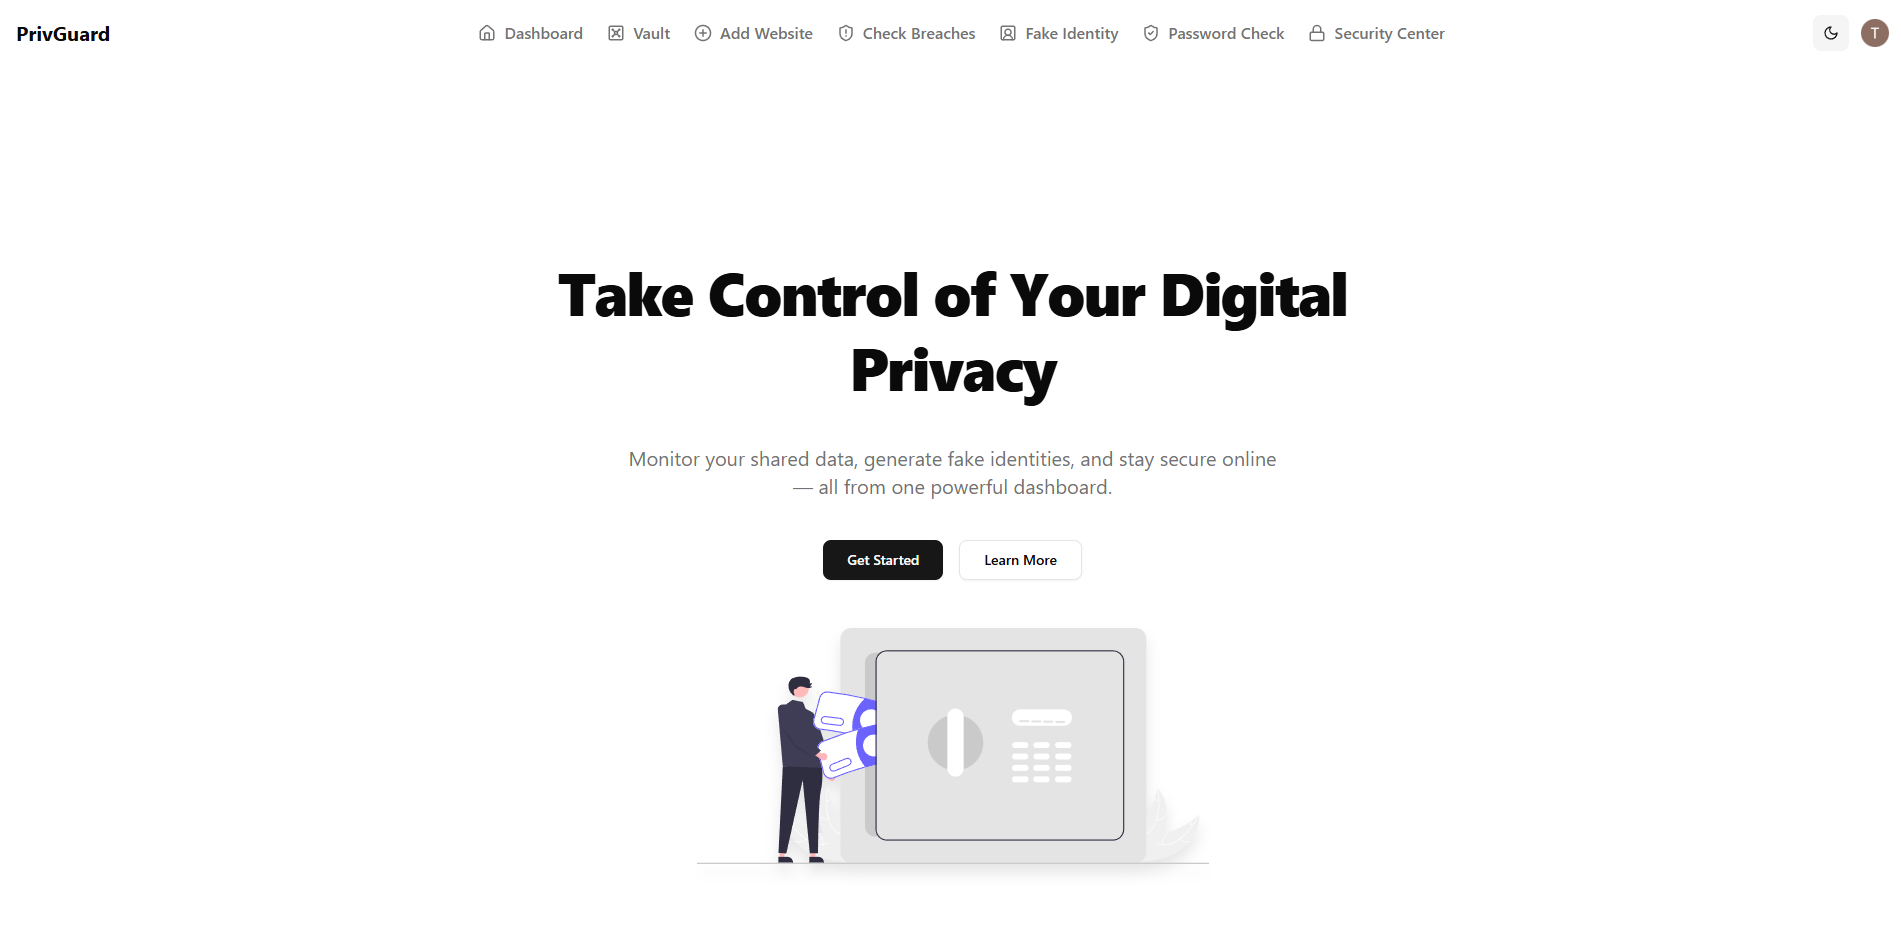 PrivGuard
Dashboard
Vault
Add Website
Check Breaches
Fake Identity
Password Check
Security Center
T
Take Control of Your Digital
Privacy
Monitor your shared data, generate fake identities, and stay secure online
— all from one powerful dashboard.
Get Started
Learn More